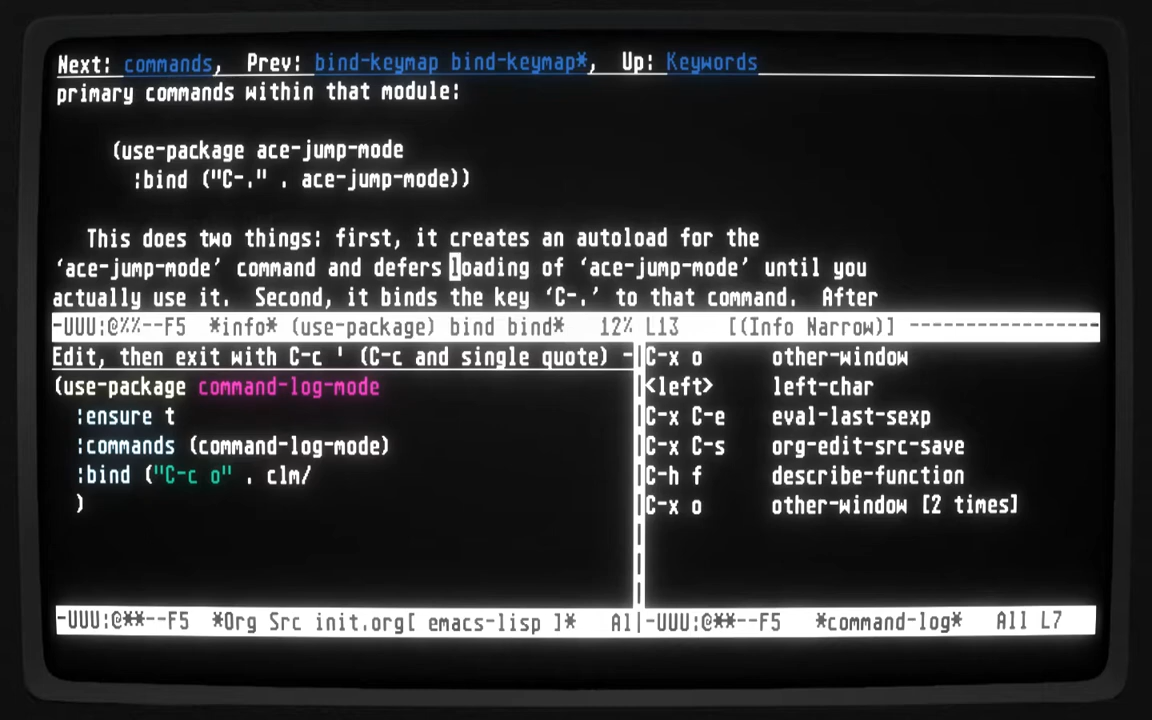 Next: commands,  Prev: bind-keymap bind-keymap*,  Up: Keywords
primary commands within that module:
(use-package ace-jump-mode
:bind ("C-." . ace-jump-mode))
This does two things: first, it creates an autoload for the
‘ace-jump-mode’ command and defers loading of ‘ace-jump-mode’ until you
actually use it.  Second, it binds the key ‘C-.’ to that command.  After
-UUU:@%%--F5  *info* (use-package) bind bind*   12% L13    [(Info Narrow)] -----------------
Edit, then exit with C-c ' (C-c and single quote) -
(use-package command-log-mode
:ensure t
:commands (command-log-mode)
:bind ("C-c o" . clm/
)
-UUU:@**--F5  *Org Src init.org[ emacs-lisp ]*   Al
C-x o       other-window
<left>      left-char
C-x C-e     eval-last-sexp
C-x C-s     org-edit-src-save
C-h f       describe-function
C-x o       other-window [2 times]
-UUU:@**--F5   *command-log*   All L7